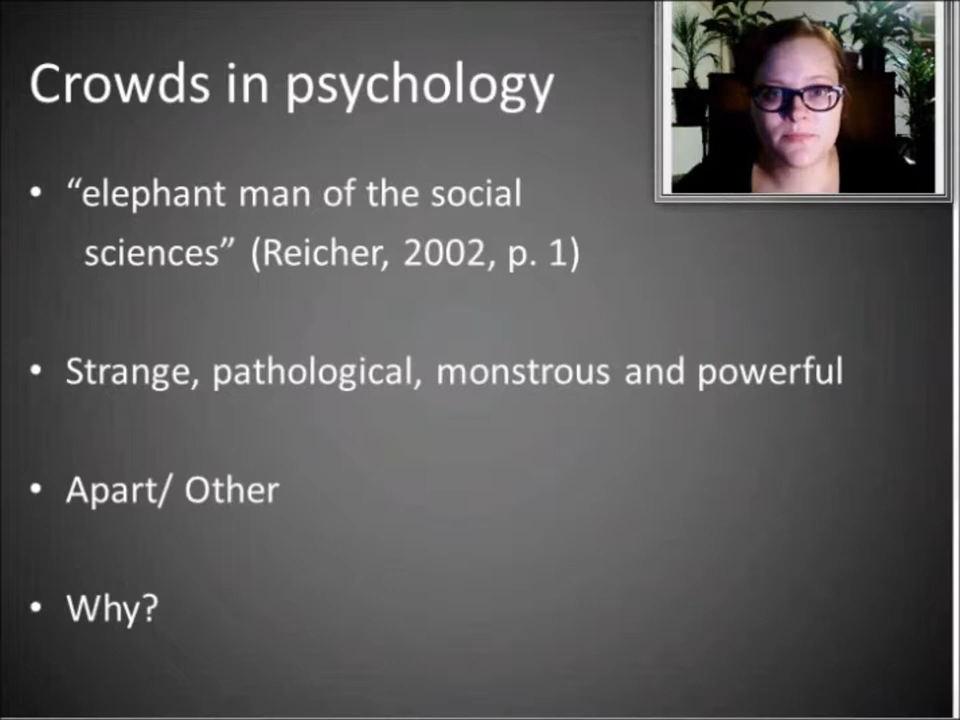 Crowds in psychology
• “elephant man of the social
sciences” (Reicher, 2002, p. 1)
• Strange, pathological, monstrous and powerful
• Apart/ Other
• Why?